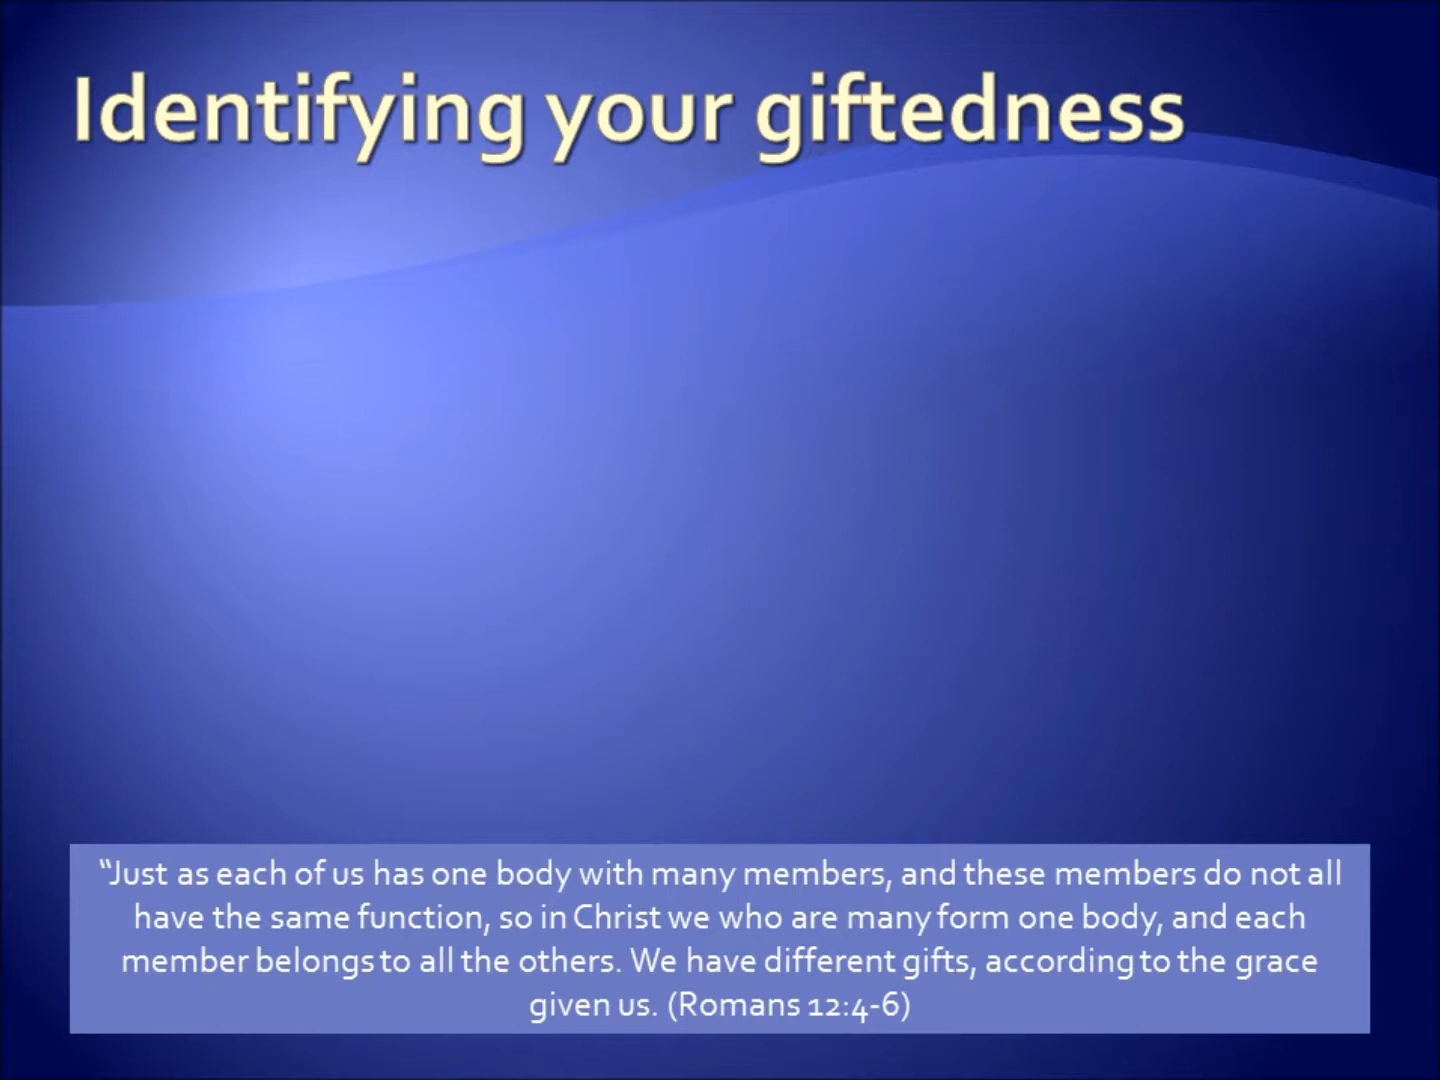 Identifying your giftedness
“Just as each of us has one body with many members, and these members do not all
have the same function, so in Christ we who are many form one body, and each
member belongs to all the others. We have different gifts, according to the grace
given us. (Romans 12:4-6)